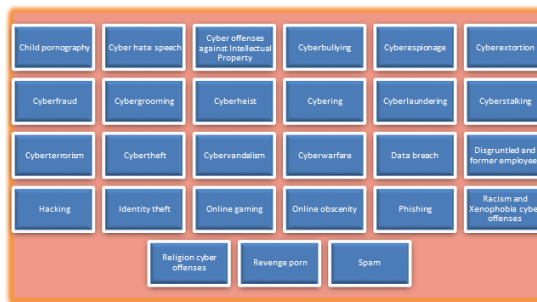 Child pornography
Cyber hate speech
Cyber offenses
against Intellectual
Property
Cyberbullying
Cyberespionage
Cyberextortion
Cyberfraud
Cybergrooming
Cyberheist
Cybering
Cyberlaundering
Cyberstalking
Cyberterrorism
Cybertheft
Cybervandalism
Cyberwarfare
Data breach
Disgruntled and
former employee
Hacking
Identity theft
Online gaming
Online obscenity
Phishing
Racism and
Xenophobia cyber
offenses
Religion cyber
offenses
Revenge porn
Spam